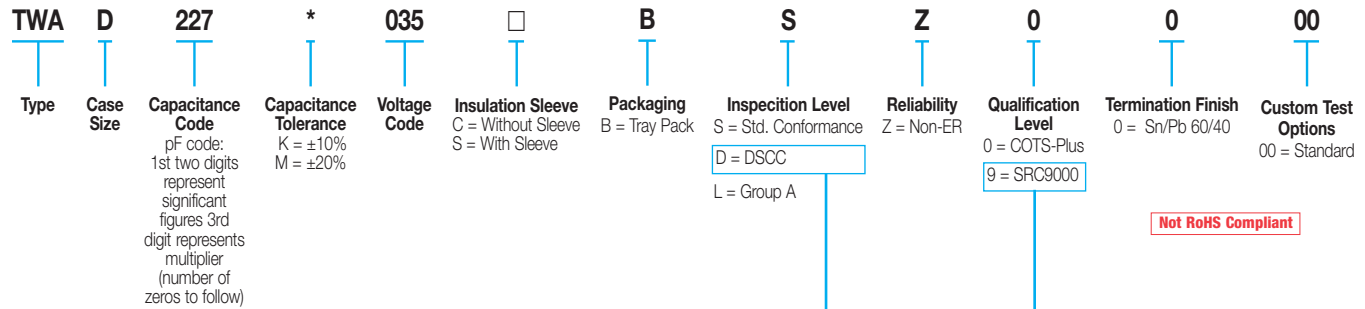 TWA D 227 * 035 □ B S Z 0 0 00
Type
Case
Size
Capacitance
Code
pF code:
1st two digits
represent
significant
figures 3rd
digit represents
multiplier
(number of
zeros to follow)
Capacitance
Tolerance
K = ±10%
M = ±20%
Voltage
Code
Insulation Sleeve
C = Without Sleeve
S = With Sleeve
Packaging
B = Tray Pack
Inspecition Level
S = Std. Conformance
D = DSCC
L = Group A
Reliability
Z = Non-ER
Qualification
Level
0 = COTS-Plus
9 = SRC9000
Termination Finish
0 = Sn/Pb 60/40
Custom Test
Options
00 = Standard
Not RoHS Compliant